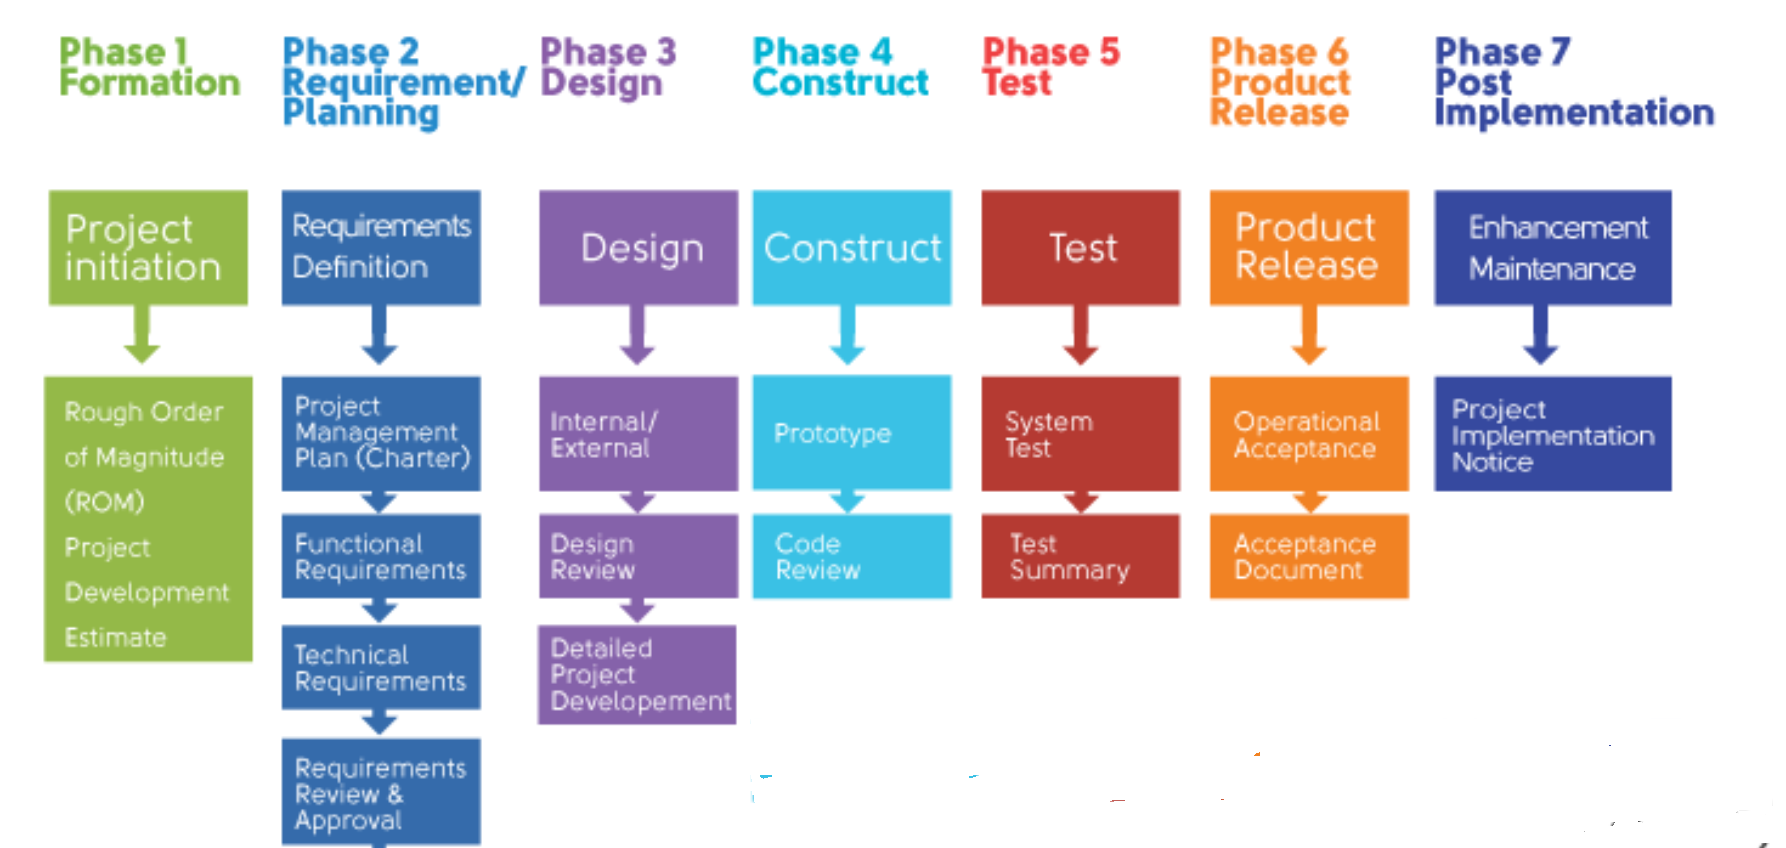 Phase 1
Formation
Phase 2
Requirement/
Planning
Phase 3
Design
Phase 4
Construct
Phase 5
Test
Phase 6
Product
Release
Phase 7
Post
Implementation
Project
initiation
Requirements
Definition
Design
Construct
Test
Product
Release
Enhancement
Maintenance
Rough Order
of Magnitude
(ROM)
Project
Development
Estimate
Project
Management
Plan (Charter)
Functional
Requirements
Technical
Requirements
Requirements
Review &
Approval
Internal/
External
Design
Review
Detailed
Project
Developement
Prototype
Code
Review
System
Test
Test
Summary
Operational
Acceptance
Acceptance
Document
Project
Implementation
Notice